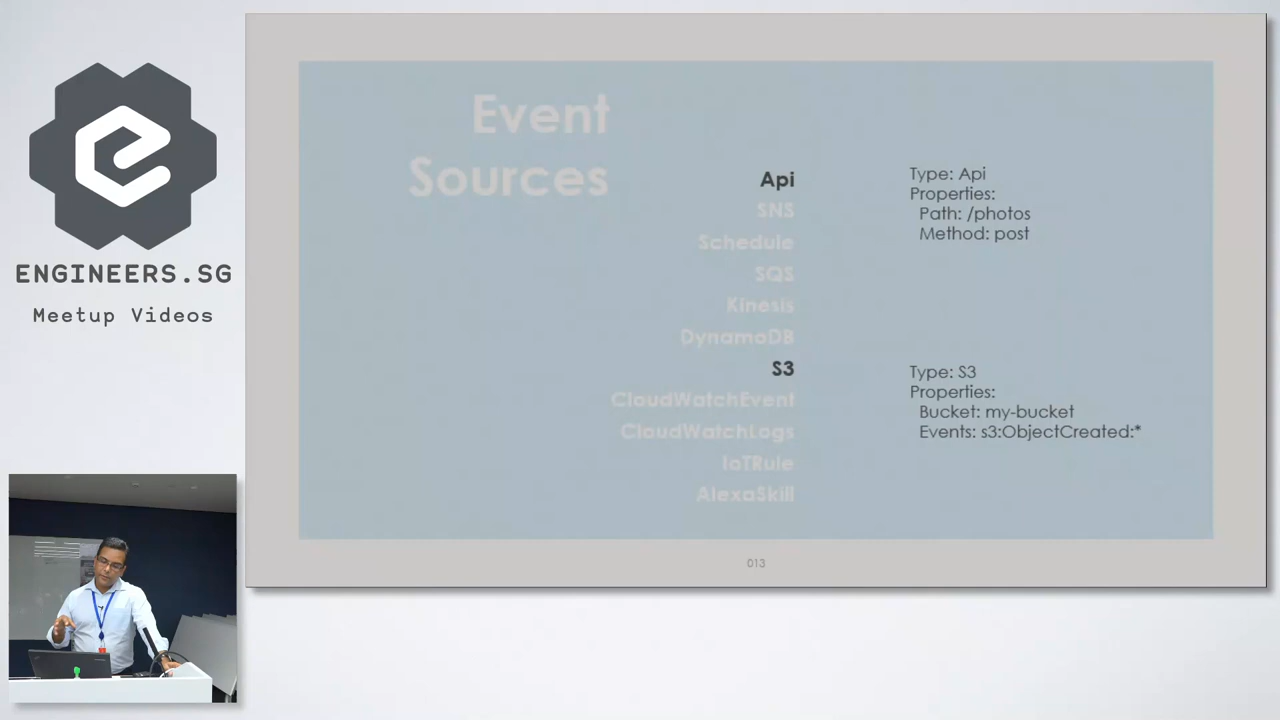 ENGINEERS.SG
Meetup Videos
Event
Sources
Api
SNS
Schedule
SQS
Kinesis
DynamoDB
S3
CloudWatchEvent
CloudWatchLogs
IoTRule
AlexaSkill
Type: Api
Properties:
Path: /photos
Method: post
Type: S3
Properties:
Bucket: my-bucket
Events: s3:ObjectCreated:*
013